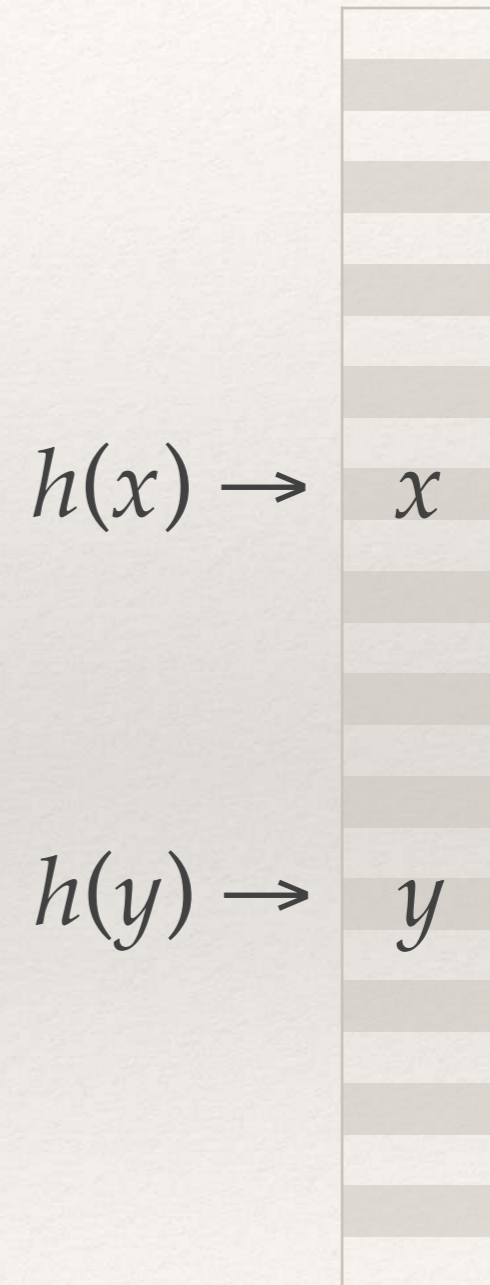 h(x) → x
h(y) → y